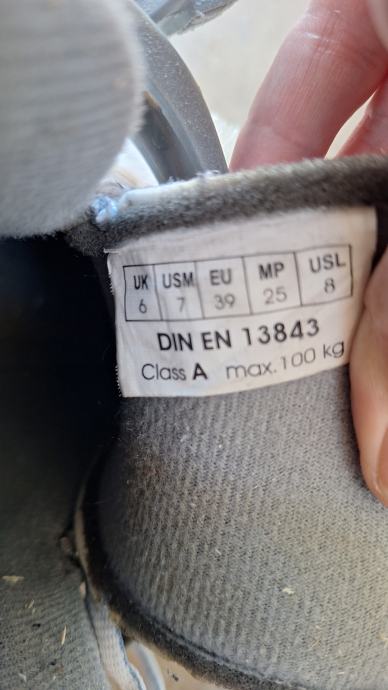 UK USM EU MP USL
6 7 39 25 8
DIN EN 13843
Class A max. 100 kg